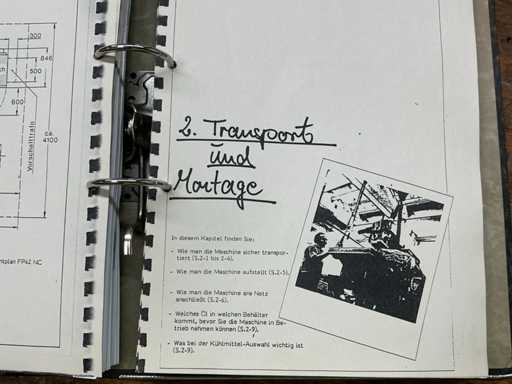 300
646
500
600
Vorschalttrafo
ca.
4100
FP42 NC
2. Transport
und
Montage
In diesem Kapitel finden Sie:
- Wie man die Maschine sicher transpor-
tiert (S.2-1 bis 2-4).
- Wie man die Maschine aufstellt (S.2-5).
- Wie man die Maschine ans Netz
anschließt (S.2-6).
- Welches Öl in welchen Behälter
kommt, bevor Sie die Maschine in Be-
trieb nehmen können (S.2-9).
- Was bei der Kühlmittel-Auswahl wichtig ist
(S.2-9).